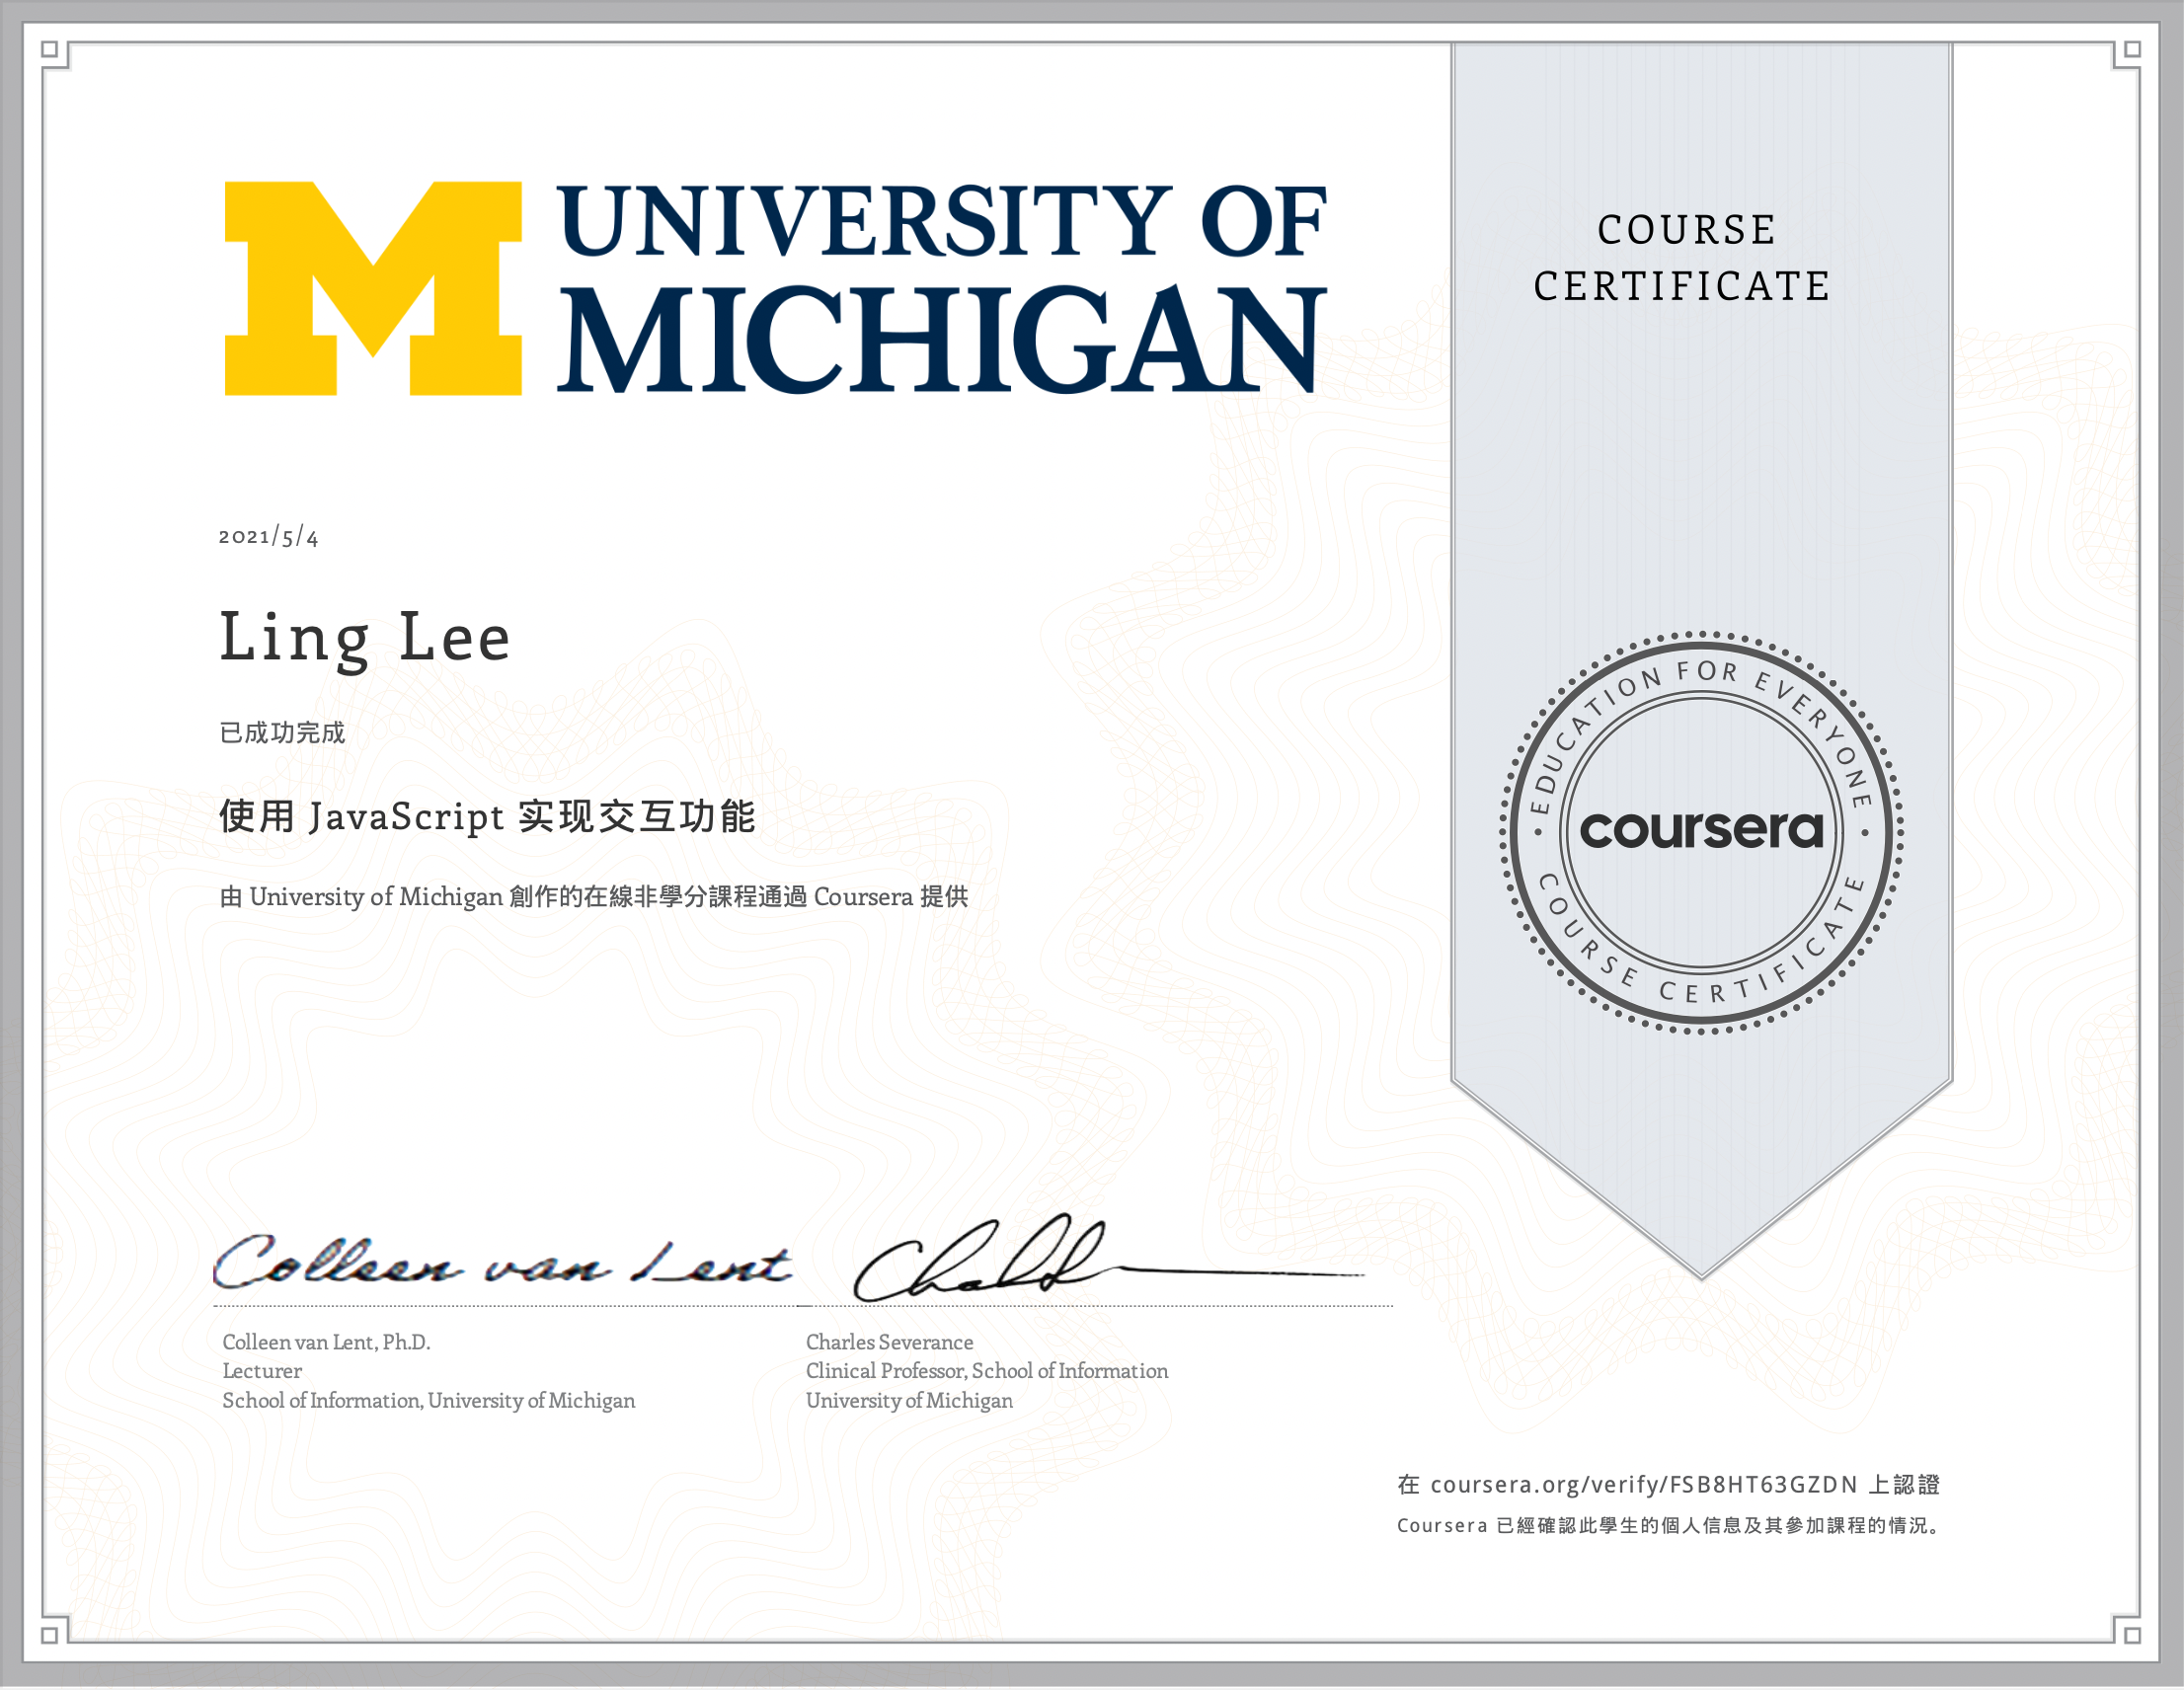 UNIVERSITY OF
MICHIGAN
COURSE
CERTIFICATE
2021/5/4
Ling Lee
已成功完成
使用 JavaScript 实现交互功能
由 University of Michigan 創作的在線非學分課程通過 Coursera 提供
EDUCATION FOR EVERYONE
coursera
COURSE CERTIFICATE
Colleen van Lent
Colleen van Lent, Ph.D.
Lecturer
School of Information, University of Michigan
Charles Severance
Clinical Professor, School of Information
University of Michigan
在 coursera.org/verify/FSB8HT63GZDN 上認證
Coursera 已經確認此學生的個人信息及其參加課程的情況。